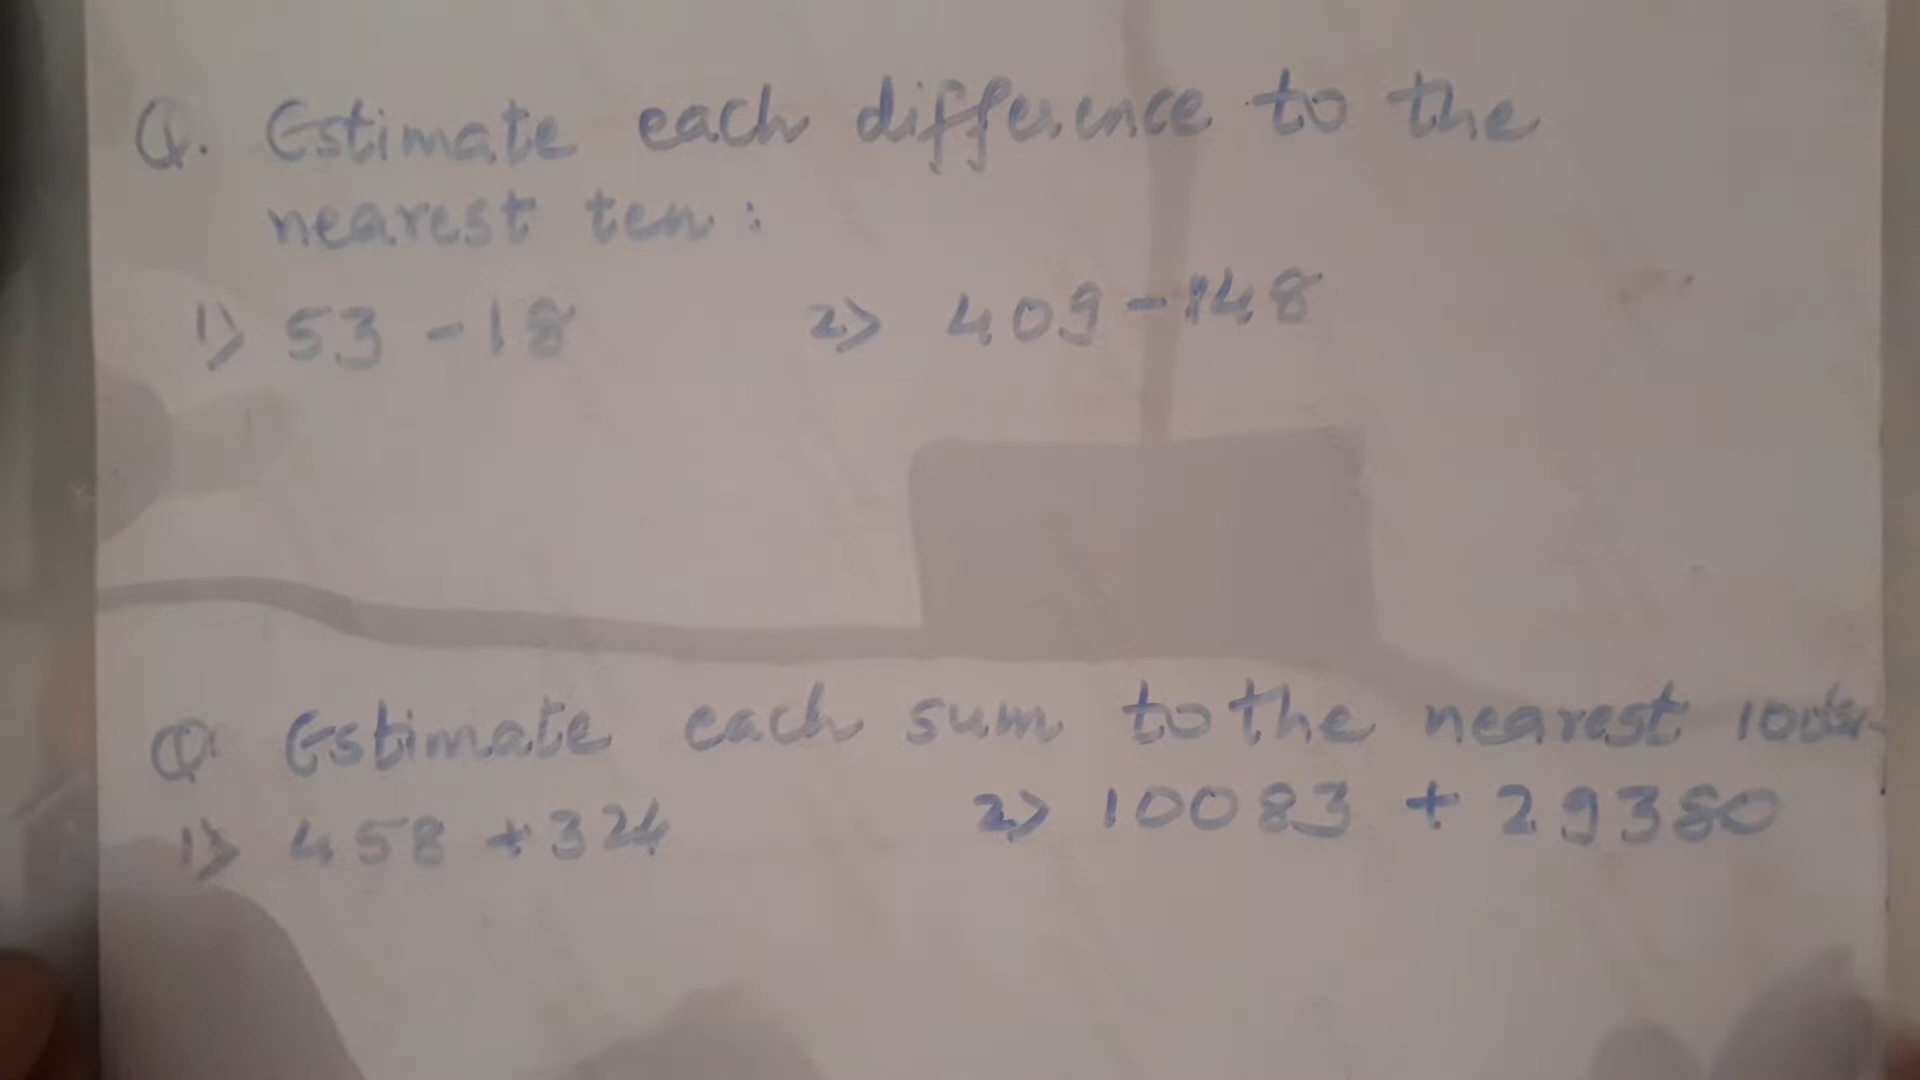 Q. Estimate each difference to the
nearest ten:
1) 53 - 18 2) 409 - 148
Q. Estimate each sum to the nearest 100's.
1) 458 + 324 2) 10083 + 29380